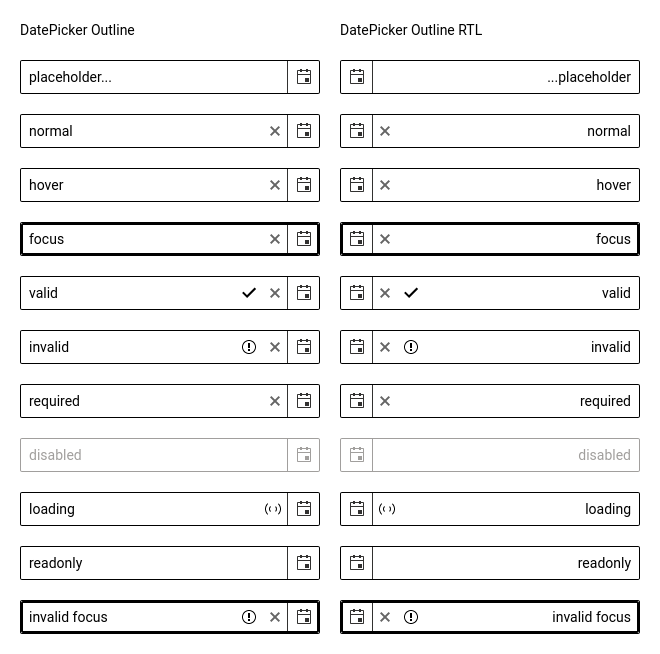 DatePicker Outline
placeholder...
normal
hover
focus
valid
invalid
required
disabled
loading
readonly
invalid focus
DatePicker Outline RTL
...placeholder
normal
hover
focus
valid
invalid
required
disabled
loading
readonly
invalid focus